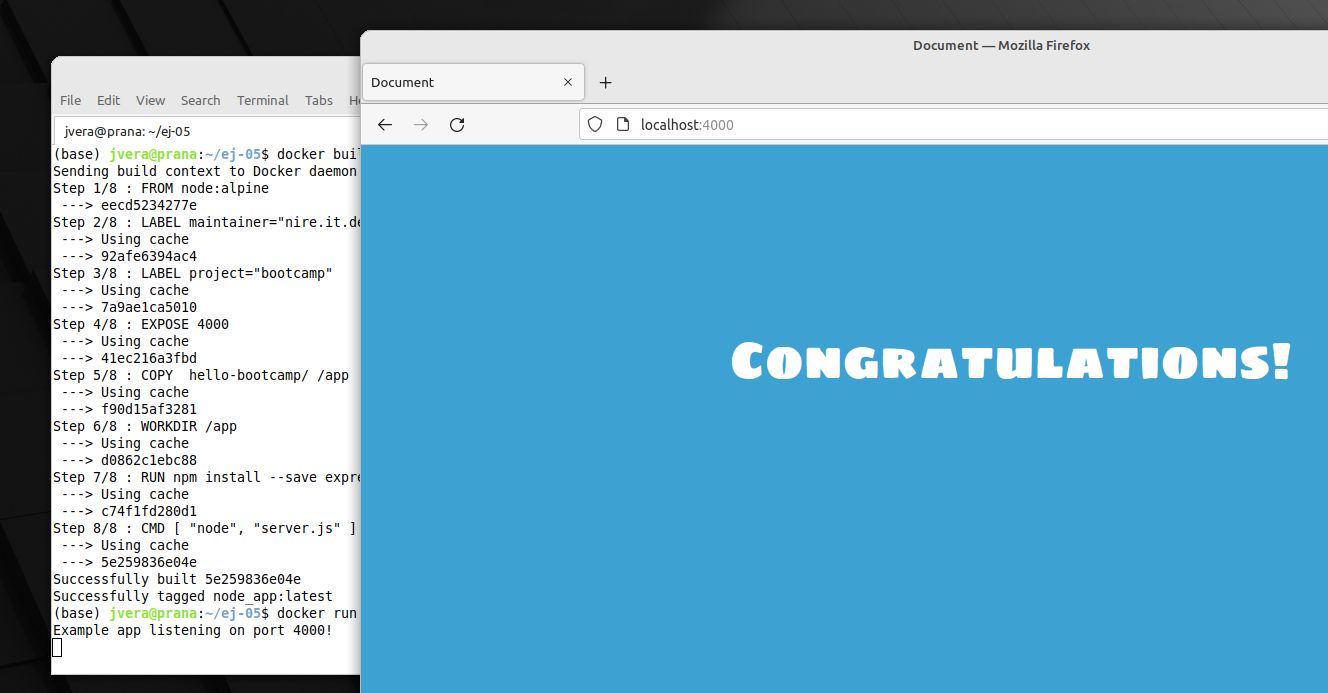 File Edit View Search Terminal Tabs
jvera@prana: ~/ej-05
(base) jvera@prana:~/ej-05$ docker
Sending build context to Docker daemon
Step 1/8 : FROM node:alpine
---> eecd5234277e
Step 2/8 : LABEL maintainer="nire.it.de
---> Using cache
---> 92afe6394ac4
Step 3/8 : LABEL project="bootcamp"
---> Using cache
---> 7a9ae1ca5010
Step 4/8 : EXPOSE 4000
---> Using cache
---> 41ec216a3fbd
Step 5/8 : COPY  hello-bootcamp/ /app
---> Using cache
---> f90d15af3281
Step 6/8 : WORKDIR /app
---> Using cache
---> d0862c1ebc88
Step 7/8 : RUN npm install --save expre
---> Using cache
---> c74f1fd280d1
Step 8/8 : CMD [ "node", "server.js" ]
---> Using cache
---> 5e259836e04e
Successfully built 5e259836e04e
Successfully tagged node_app:latest
(base) jvera@prana:~/ej-05$ docker run
Example app listening on port 4000!
Document — Mozilla Firefox
Document
localhost:4000
Congratulations!